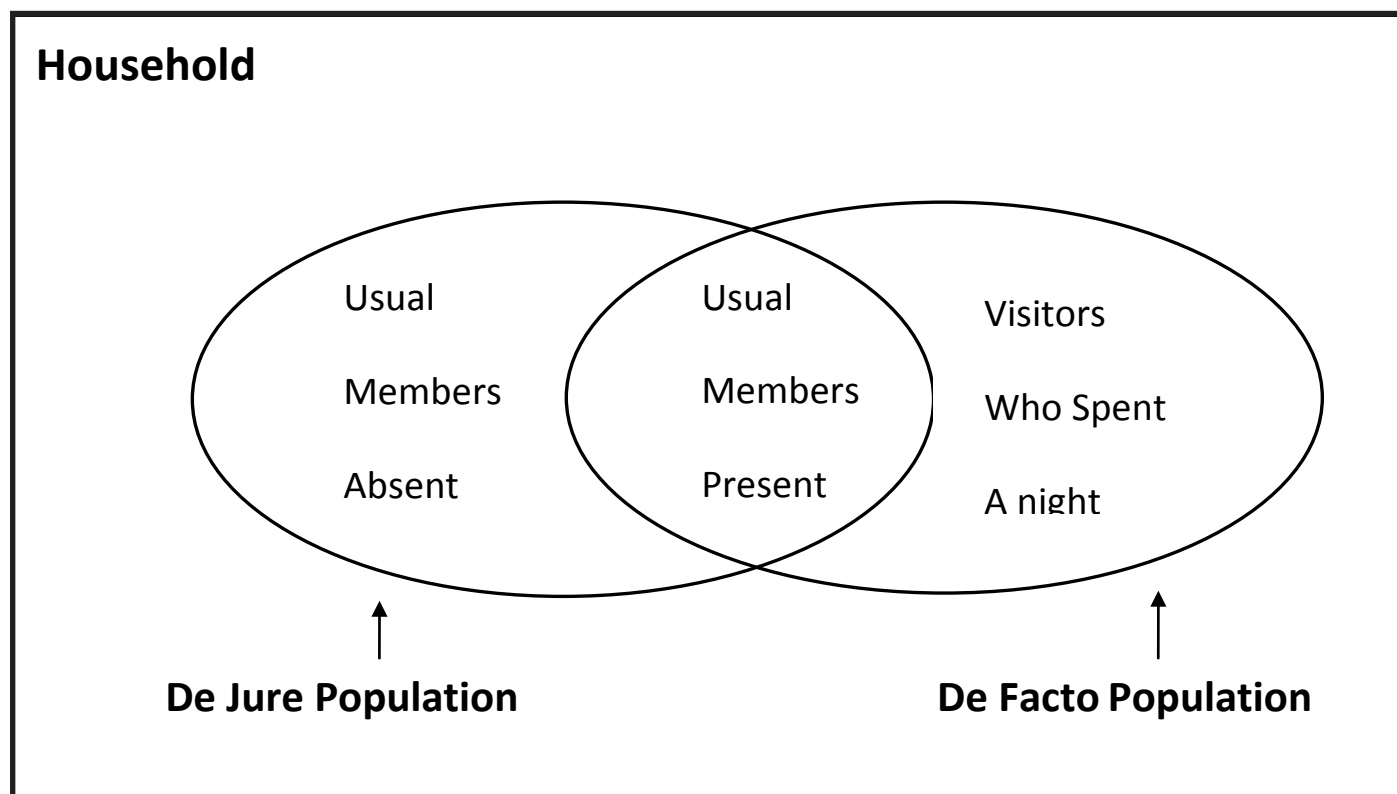 Household
Usual
Members
Absent
Usual
Members
Present
Visitors
Who Spent
A night
De Jure Population
De Facto Population